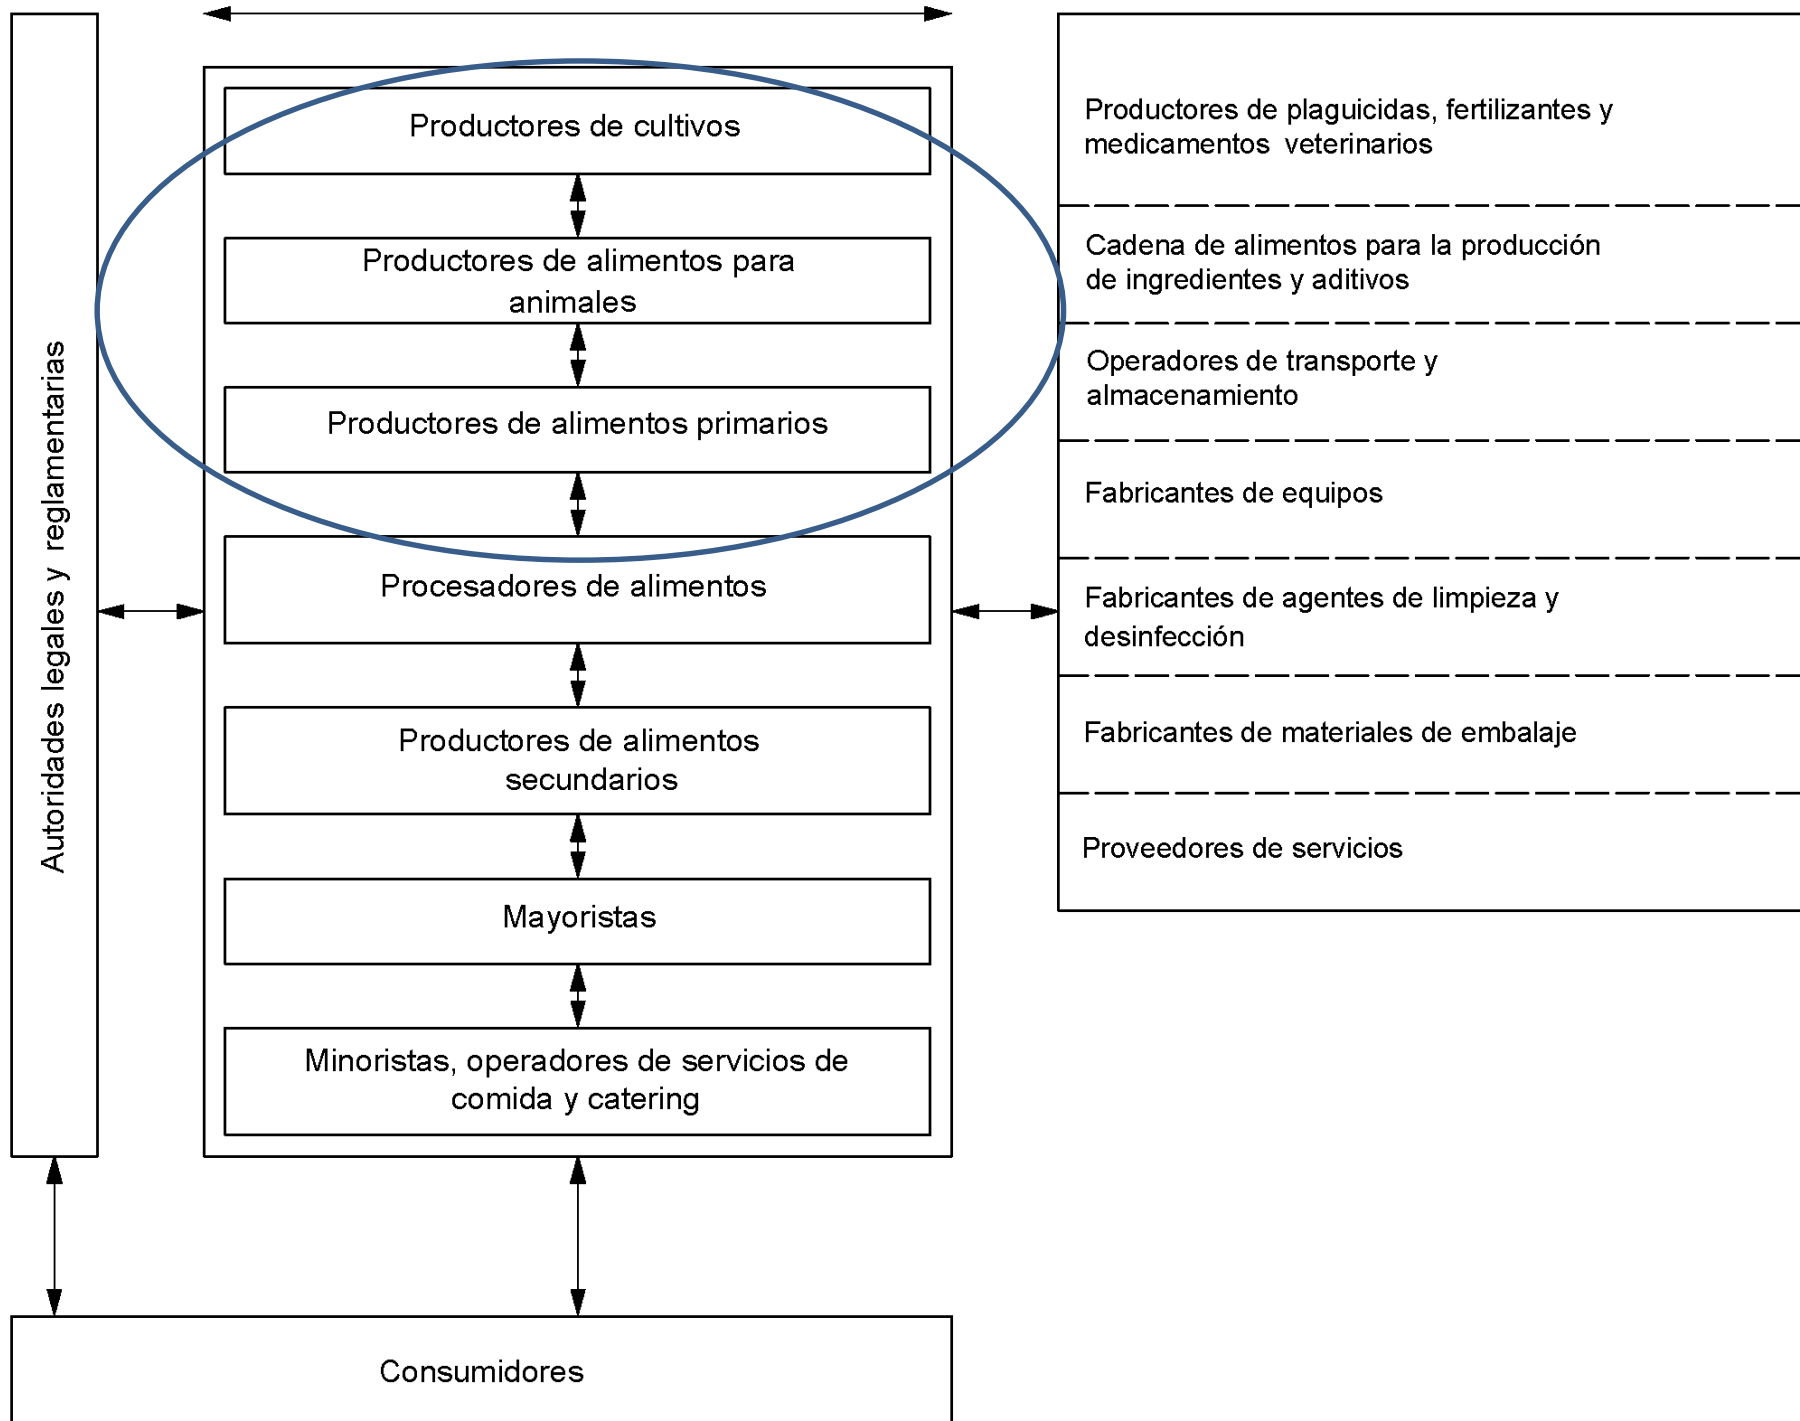 Autoridades legales y reglamentarias
Productores de cultivos
Productores de alimentos para
animales
Productores de alimentos primarios
Procesadores de alimentos
Productores de alimentos
secundarios
Mayoristas
Minoristas, operadores de servicios de
comida y catering
Productores de plaguicidas, fertilizantes y
medicamentos veterinarios
Cadena de alimentos para la producción
de ingredientes y aditivos
Operadores de transporte y
almacenamiento
Fabricantes de equipos
Fabricantes de agentes de limpieza y
desinfección
Fabricantes de materiales de embalaje
Proveedores de servicios
Consumidores